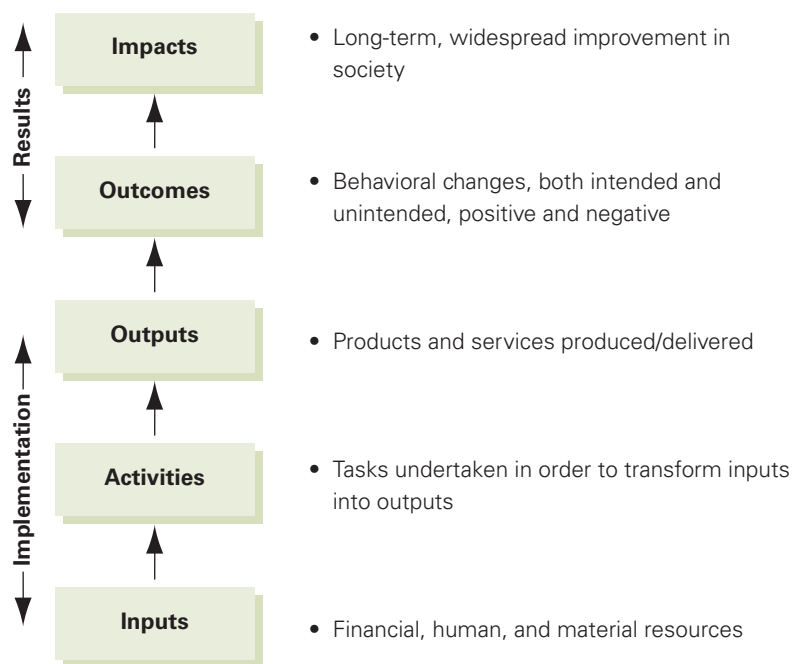 Impacts
• Long-term, widespread improvement in
society
Results
Outcomes
• Behavioral changes, both intended and
unintended, positive and negative
Outputs
• Products and services produced/delivered
Implementation
Activities
• Tasks undertaken in order to transform inputs
into outputs
Inputs
• Financial, human, and material resources